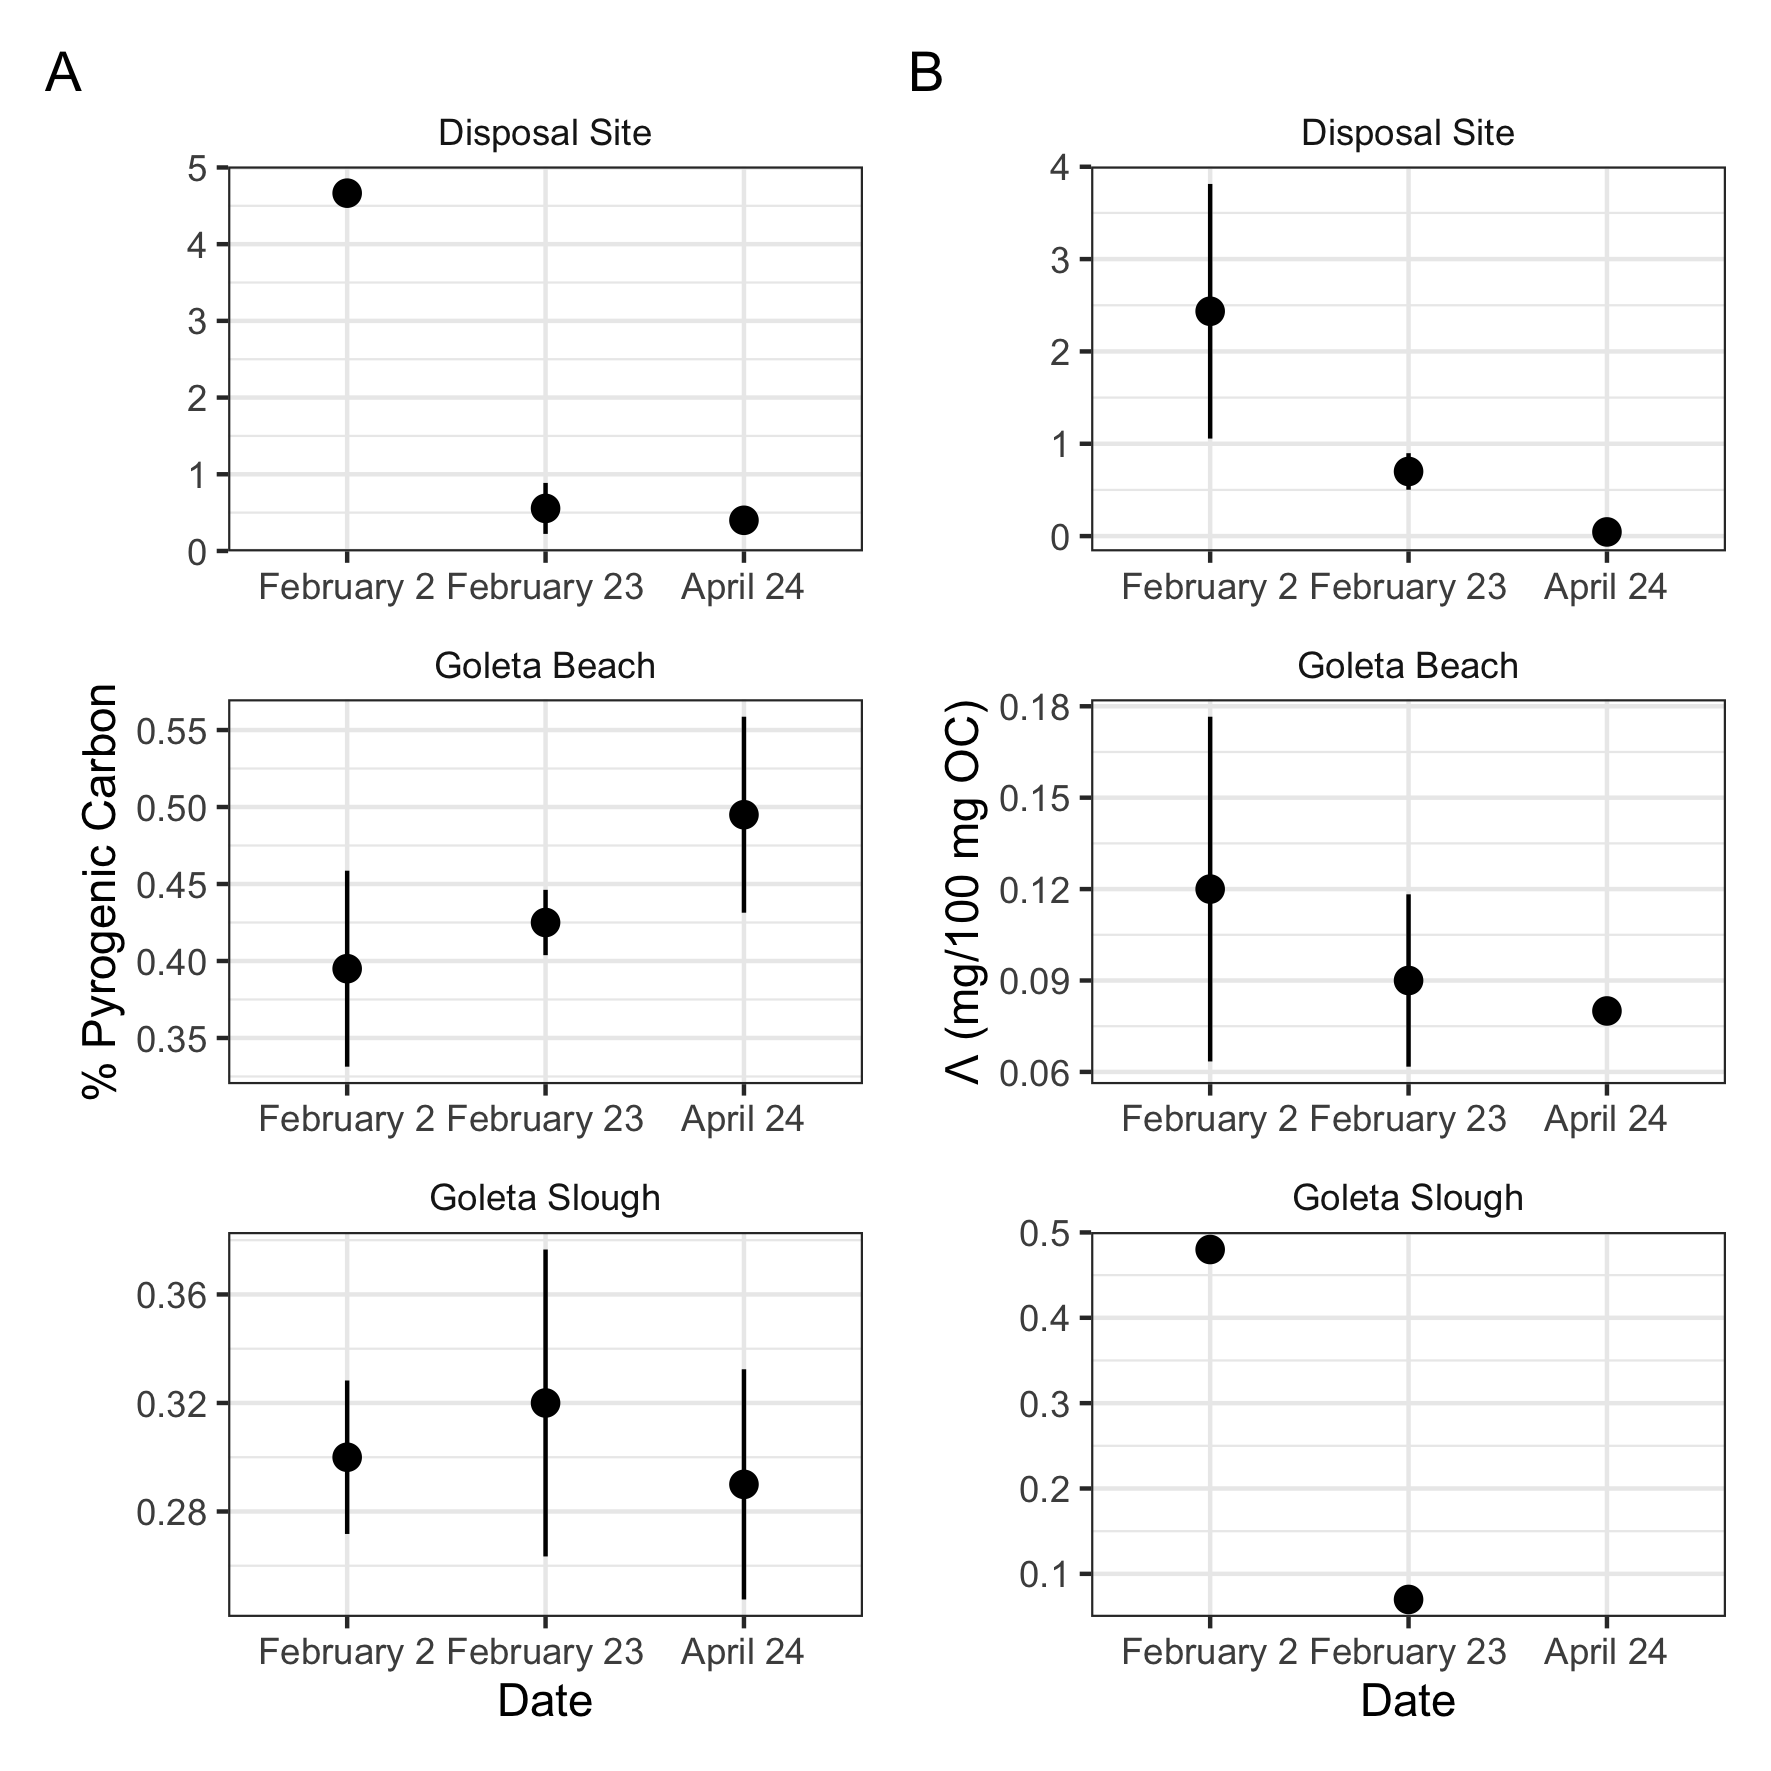 A
Disposal Site
5
4
3
2
1
0
February 2 February 23 April 24
% Pyrogenic Carbon
Goleta Beach
0.55
0.50
0.45
0.40
0.35
February 2 February 23 April 24
Goleta Slough
0.36
0.32
0.28
February 2 February 23 April 24
Date
B
Disposal Site
4
3
2
1
0
February 2 February 23 April 24
Λ (mg/100 mg OC)
Goleta Beach
0.18
0.15
0.12
0.09
0.06
February 2 February 23 April 24
Goleta Slough
0.5
0.4
0.3
0.2
0.1
February 2 February 23 April 24
Date